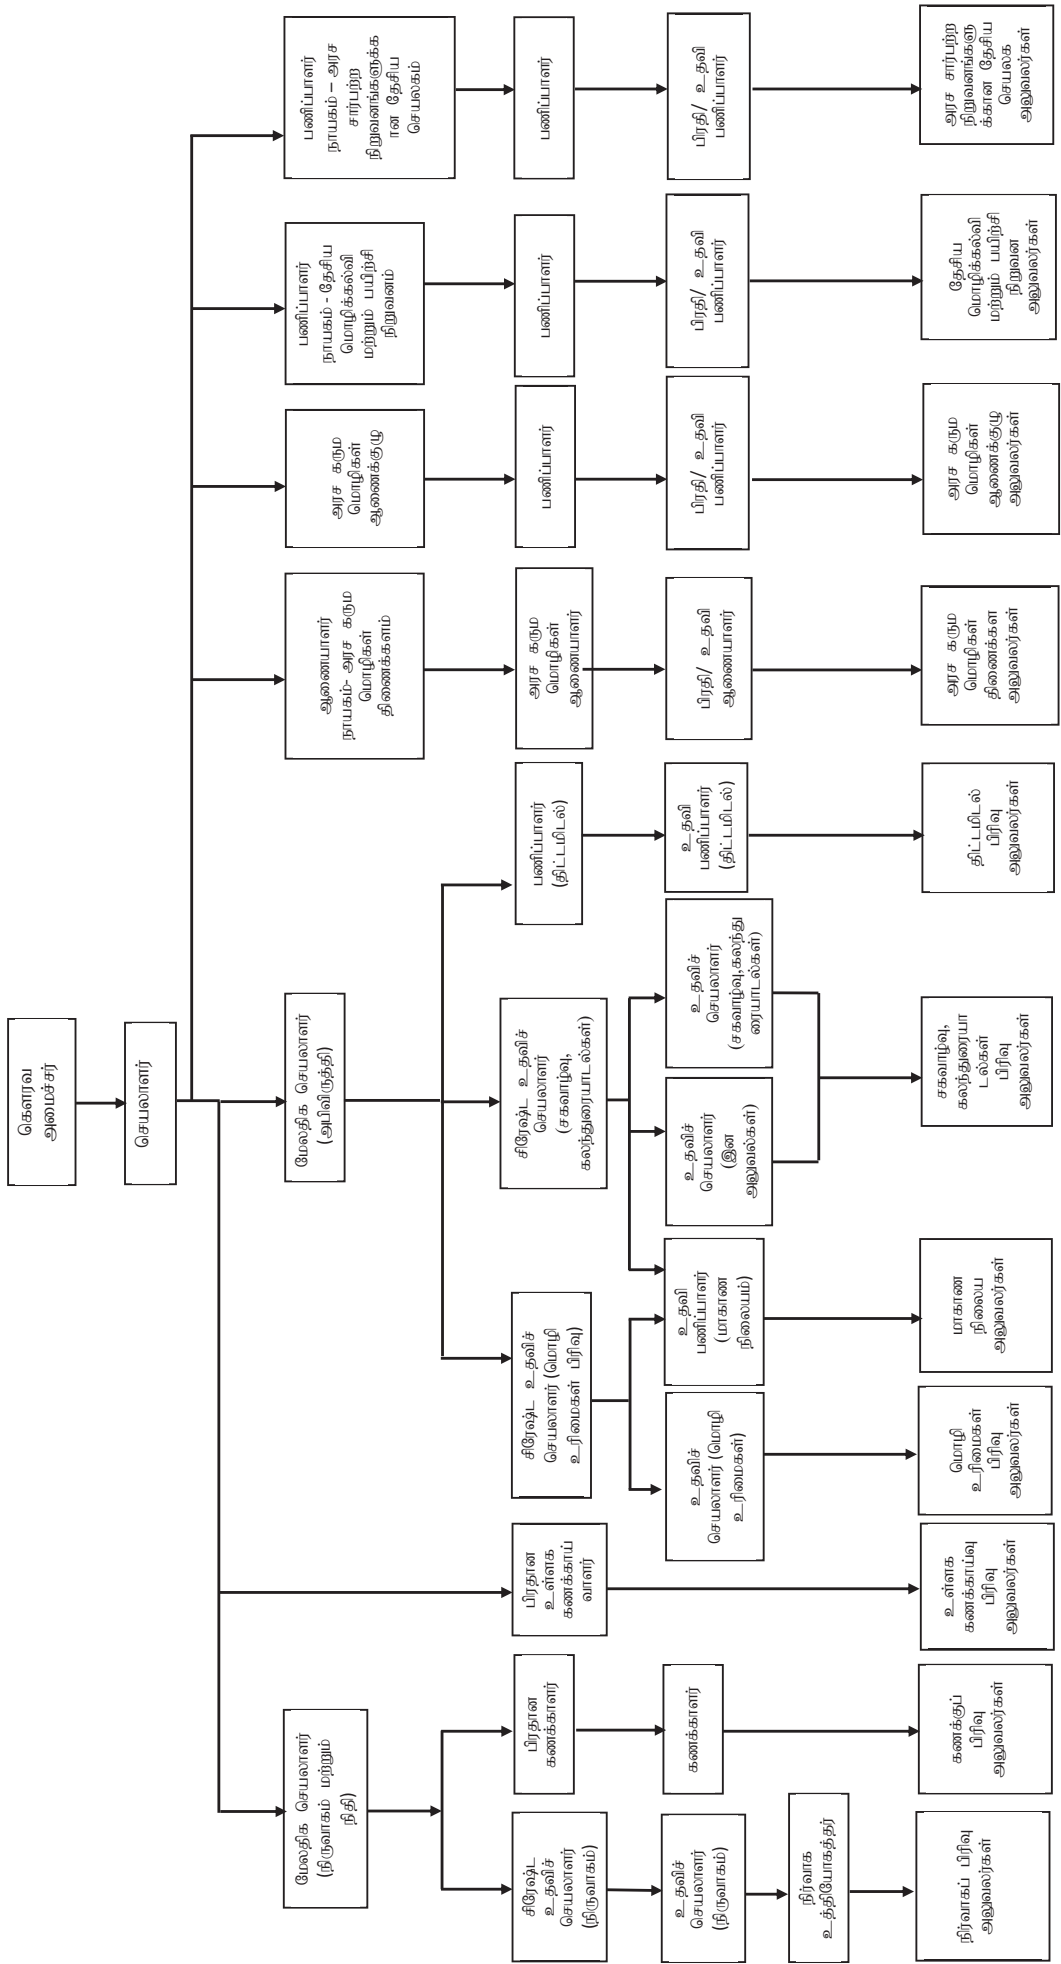 கௌரவ
அமைச்சர்
செயலாளர்
மேலதிக செயலாளர்
(நிருவாகம் மற்றும்
நிதி)
மேலதிக செயலாளர்
(அபிவிருத்தி)
ஆணையாளர்
நாயகம்- அரச கரும
மொழிகள்
திணைக்களம்
அரச கரும
மொழிகள்
ஆணைக்குழு
பணிப்பாளர்
நாயகம் - தேசிய
மொழிக்கல்வி
மற்றும் பயிற்சி
நிறுவனம்
பணிப்பாளர்
நாயகம் – அரச
சார்பற்ற
நிறுவனங்களுக்க
ான தேசிய
செயலகம்
சிரேஷ்ட
உதவிச்
செயலாளர்
(நிருவாகம்)
பிரதான
கணக்காளர்
பிரதான
உள்ளக
கணக்காய்
வாளர்
சிரேஷ்ட உதவிச்
செயலாளர் (மொழி
உரிமைகள் பிரிவு)
சிரேஷ்ட உதவிச்
செயலாளர்
(சகவாழ்வு,
கலந்துரையாடல்கள்)
பணிப்பாளர்
(திட்டமிடல்)
அரச கரும
மொழிகள்
ஆணையாளர்
பணிப்பாளர்
பணிப்பாளர்
பணிப்பாளர்
உதவிச்
செயலாளர்
(நிருவாகம்)
கணக்காளர்
உதவிச்
செயலாளர் (மொழி
உரிமைகள்)
உதவி
பணிப்பாளர்
(மாகாண
நிலையம்)
உதவிச்
செயலாளர்
(இன
அலுவல்கள்)
உதவிச்
செயலாளர்
(சகவாழ்வு,கலந்து
ரையாடல்கள்)
உதவி
பணிப்பாளர்
(திட்டமிடல்)
பிரதி/ உதவி
ஆணையாளர்
பிரதி/ உதவி
பணிப்பாளர்
பிரதி/ உதவி
பணிப்பாளர்
பிரதி/ உதவி
பணிப்பாளர்
நிர்வாக
உத்தியோகத்தர்
நிர்வாகப் பிரிவு
அலுவலர்கள்
கணக்குப்
பிரிவு
அலுவலர்கள்
உள்ளக
கணக்காய்வு
பிரிவு
அலுவலர்கள்
மொழி
உரிமைகள்
பிரிவு
அலுவலர்கள்
மாகாண
நிலைய
அலுவலர்கள்
சகவாழ்வு,
கலந்துரையா
டல்கள்
பிரிவு
அலுவலர்கள்
திட்டமிடல்
பிரிவு
அலுவலர்கள்
அரச கரும
மொழிகள்
திணைக்கள
அலுவலர்கள்
அரச கரும
மொழிகள்
ஆணைக்குழு
அலுவலர்கள்
தேசிய
மொழிக்கல்வி
மற்றும் பயிற்சி
நிறுவன
அலுவலர்கள்
அரச சார்பற்ற
நிறுவனங்களு
க்கான தேசிய
செயலக
அலுவலர்கள்